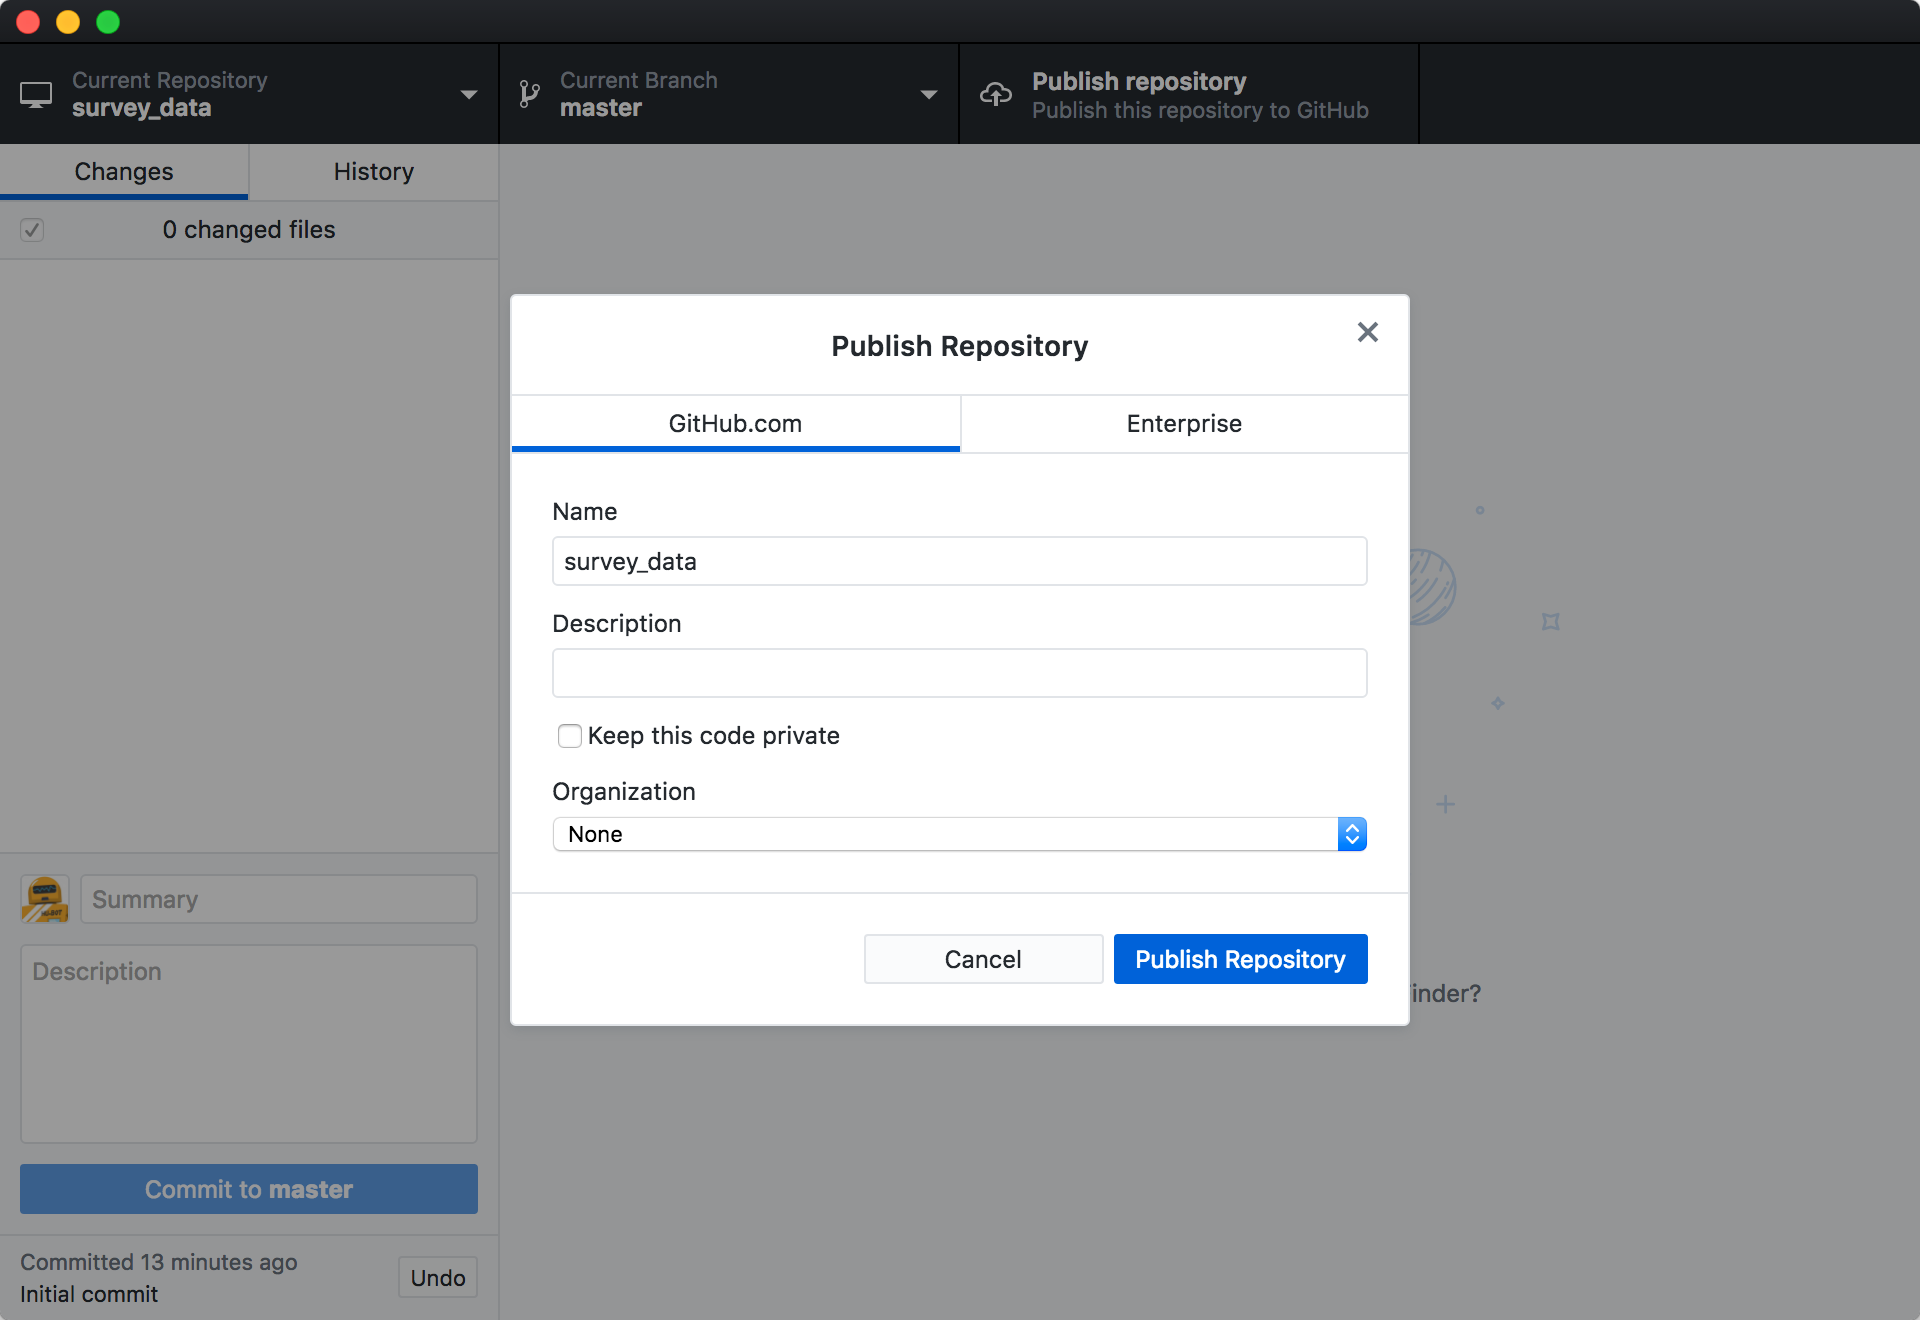 Current Repository
survey_data
Current Branch
master
Publish repository
Publish this repository to GitHub
Changes
History
0 changed files
Publish Repository
GitHub.com
Enterprise
Name
survey_data
Description
Keep this code private
Organization
None
Cancel
Publish Repository
inder?
Summary
Description
Commit to master
Committed 13 minutes ago
Initial commit
Undo